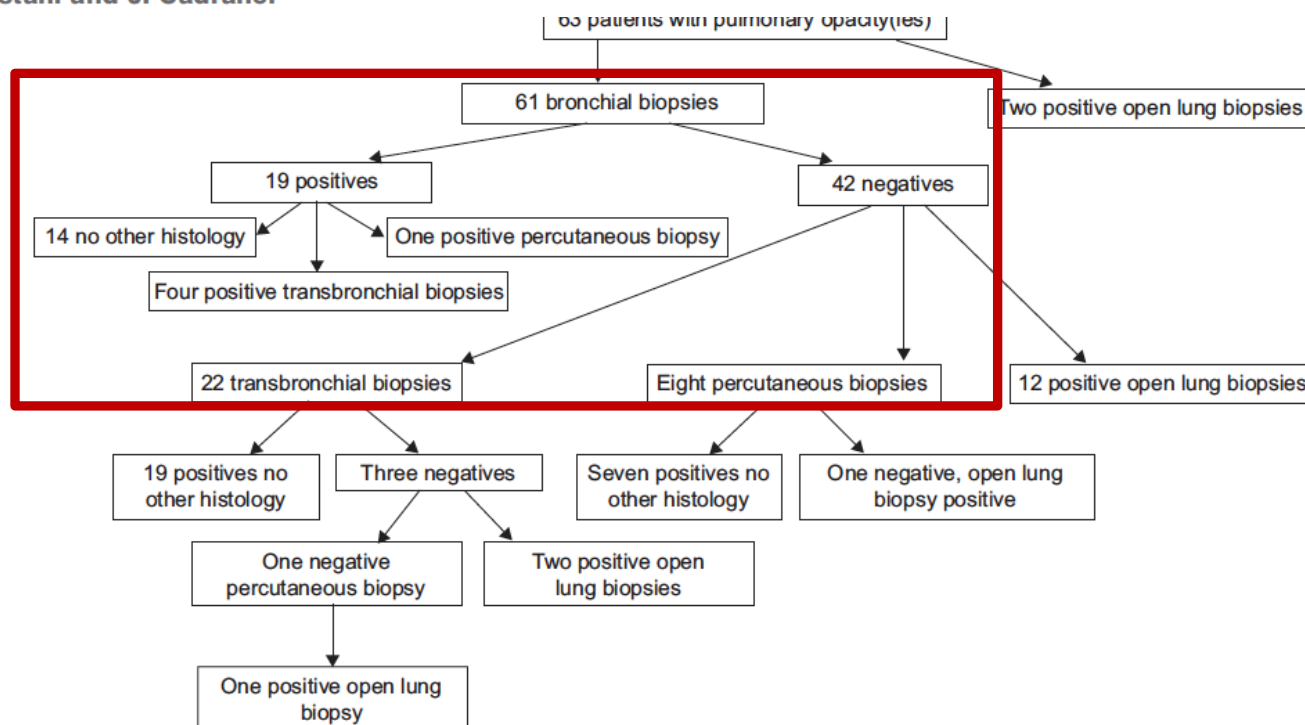 63 patients with pulmonary opacity(ies)
61 bronchial biopsies
Two positive open lung biopsies
19 positives
42 negatives
14 no other histology
One positive percutaneous biopsy
Four positive transbronchial biopsies
22 transbronchial biopsies
Eight percutaneous biopsies
12 positive open lung biopsies
19 positives no
other histology
Three negatives
Seven positives no
other histology
One negative, open lung
biopsy positive
One negative
percutaneous biopsy
Two positive open
lung biopsies
One positive open lung
biopsy